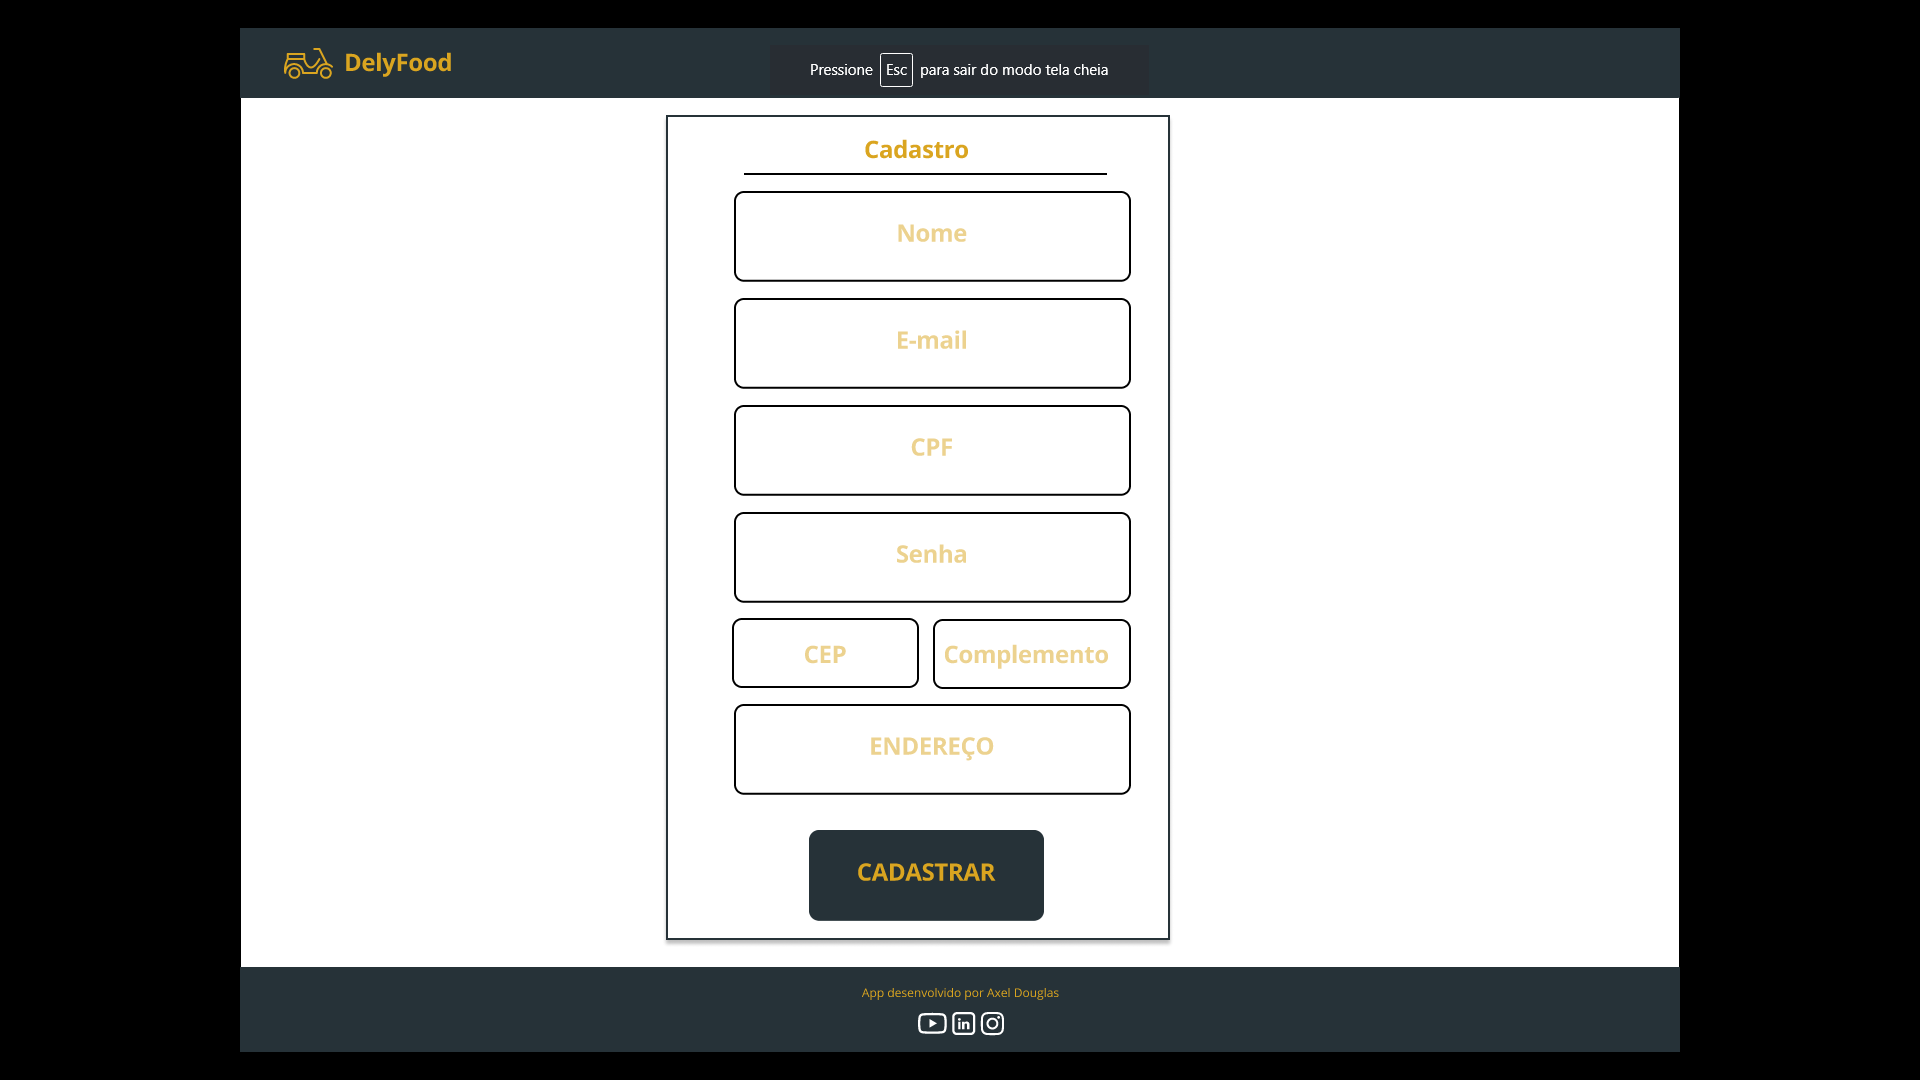 DelyFood
Pressione Esc para sair do modo tela cheia
Cadastro
Nome
E-mail
CPF
Senha
CEP
Complemento
ENDEREÇO
CADASTRAR
App desenvolvido por Axel Douglas
in